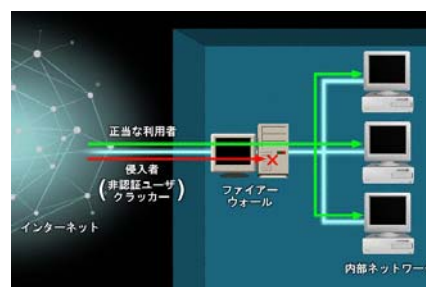 正当な利用者
侵入者
(非認証ユーザ
クラッカー)
ファイアー
ウォール
インターネット
内部ネットワーク